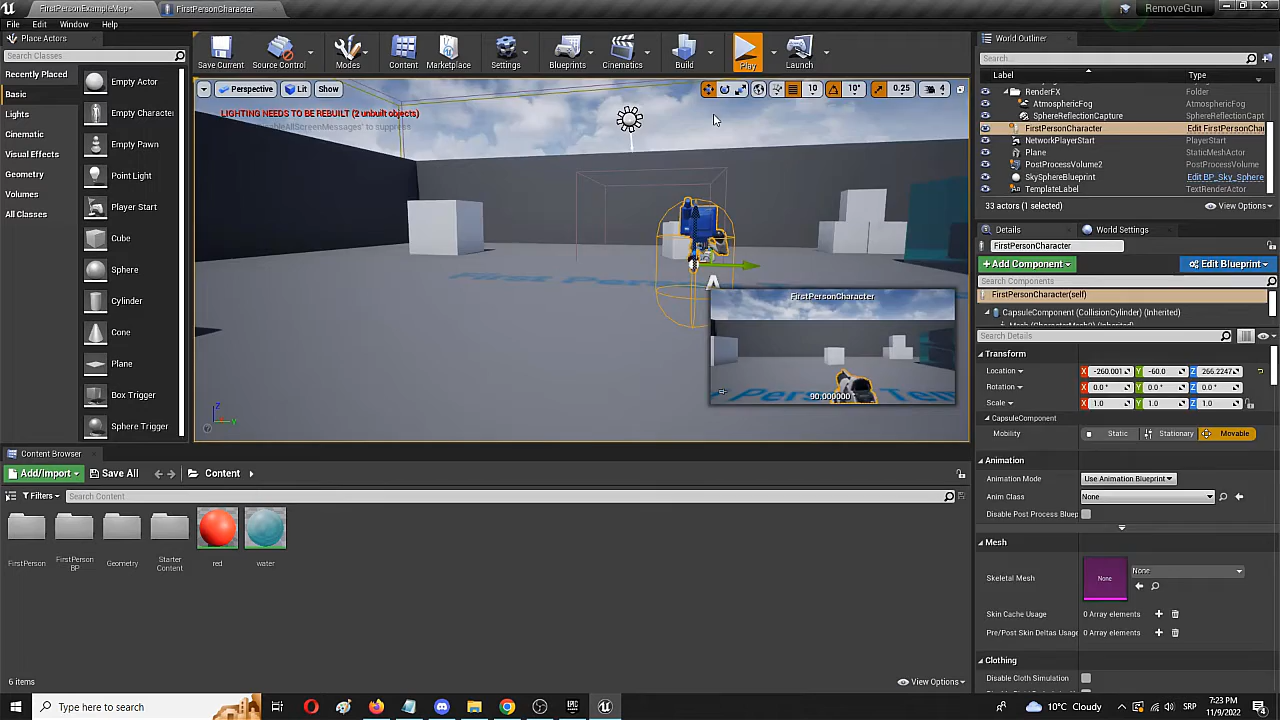 FirstPersonExampleMap*
FirstPersonCharacter
RemoveGun
File Edit Window Help
Place Actors
Search Classes
Recently Placed
Basic
Lights
Cinematic
Visual Effects
Geometry
Volumes
All Classes
Empty Actor
Empty Character
Empty Pawn
Point Light
Player Start
Cube
Sphere
Cylinder
Cone
Plane
Box Trigger
Sphere Trigger
Save Current
Source Control
Modes
Content
Marketplace
Settings
Blueprints
Cinematics
Build
Play
Launch
Perspective
Lit
Show
10
10°
0.25
4
LIGHTING NEEDS TO BE REBUILT (2 unbuilt objects)
FirstPersonCharacter
90.000000
World Outliner
Search...
Label Type
RenderFX Folder
AtmosphericFog AtmosphericFog
SphereReflectionCapture SphereReflectionCapt
FirstPersonCharacter Edit FirstPersonChar
NetworkPlayerStart PlayerStart
Plane StaticMeshActor
PostProcessVolume2 PostProcessVolume
SkySphereBlueprint Edit BP_Sky_Sphere
TemplateLabel TextRenderActor
33 actors (1 selected)
View Options
Details
World Settings
FirstPersonCharacter
Add Component
Edit Blueprint
Search Components
FirstPersonCharacter(self)
CapsuleComponent (CollisionCylinder) (Inherited)
Mesh (CharacterMesh0) (Inherited)
Search Details
Transform
Location X -260.001 Y -60.0 Z 266.2247
Rotation X 0.0° Y 0.0° Z 0.0°
Scale X 1.0 Y 1.0 Z 1.0
CapsuleComponent
Mobility Static Stationary Movable
Animation
Animation Mode Use Animation Blueprint
Anim Class None
Disable Post Process Bluep
Mesh
Skeletal Mesh None None
Skin Cache Usage 0 Array elements
Pre/Post Skin Deltas Usage 0 Array elements
Clothing
Disable Cloth Simulation
Content Browser
Add/Import
Save All
Content
Filters
Search Content
FirstPerson
FirstPerson
BP
Geometry
Starter
Content
red
water
6 items
View Options
Type here to search
10°C Cloudy
SRP
7:23 PM
11/9/2022